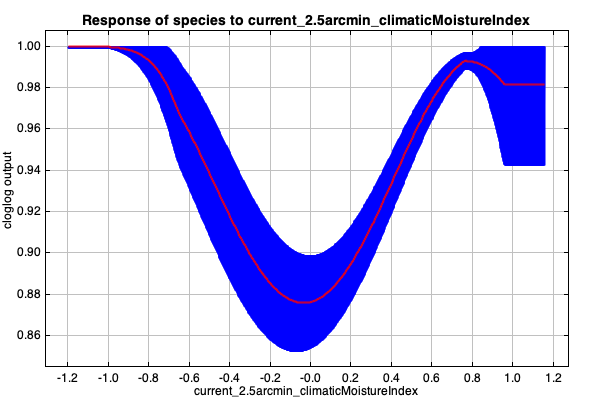 Response of species to current_2.5arcmin_climaticMoistureIndex
1.00
0.98
0.96
0.94
0.92
0.90
0.88
0.86
cloglog output
-1.2 -1.0 -0.8 -0.6 -0.4 -0.2 -0.0 0.2 0.4 0.6 0.8 1.0 1.2
current_2.5arcmin_climaticMoistureIndex